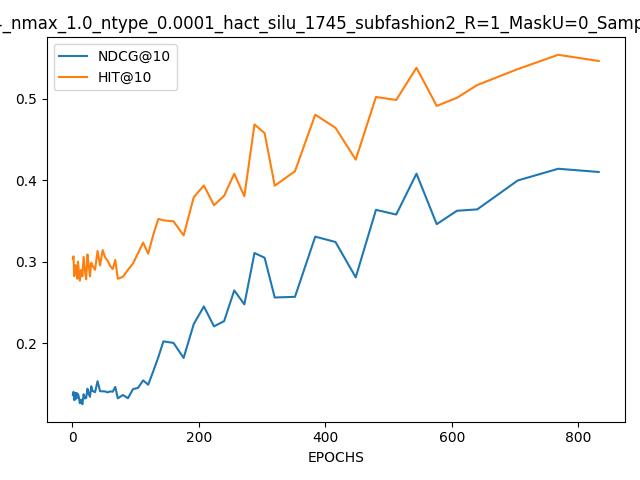 _nmax_1.0_ntype_0.0001_hact_silu_1745_subfashion2_R=1_MaskU=0_Samp
NDCG@10
HIT@10
0.5
0.4
0.3
0.2
0 200 400 600 800
EPOCHS